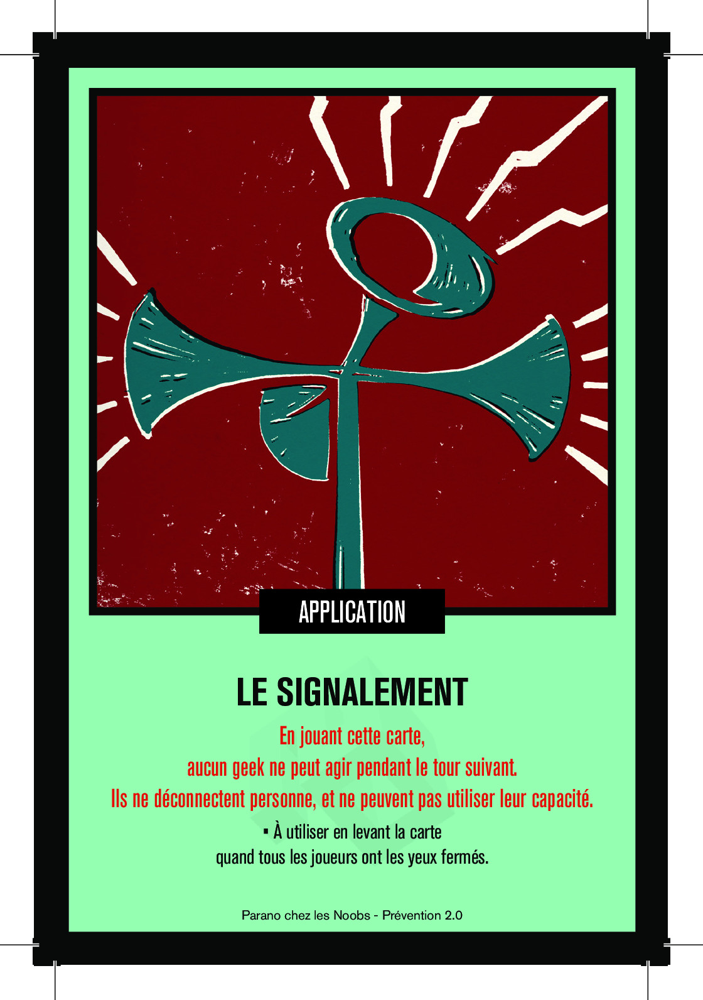 APPLICATION
LE SIGNALEMENT
En jouant cette carte,
aucun geek ne peut agir pendant le tour suivant.
Ils ne déconnectent personne, et ne peuvent pas utiliser leur capacité.
▪ À utiliser en levant la carte
quand tous les joueurs ont les yeux fermés.
Parano chez les Noobs - Prévention 2.0